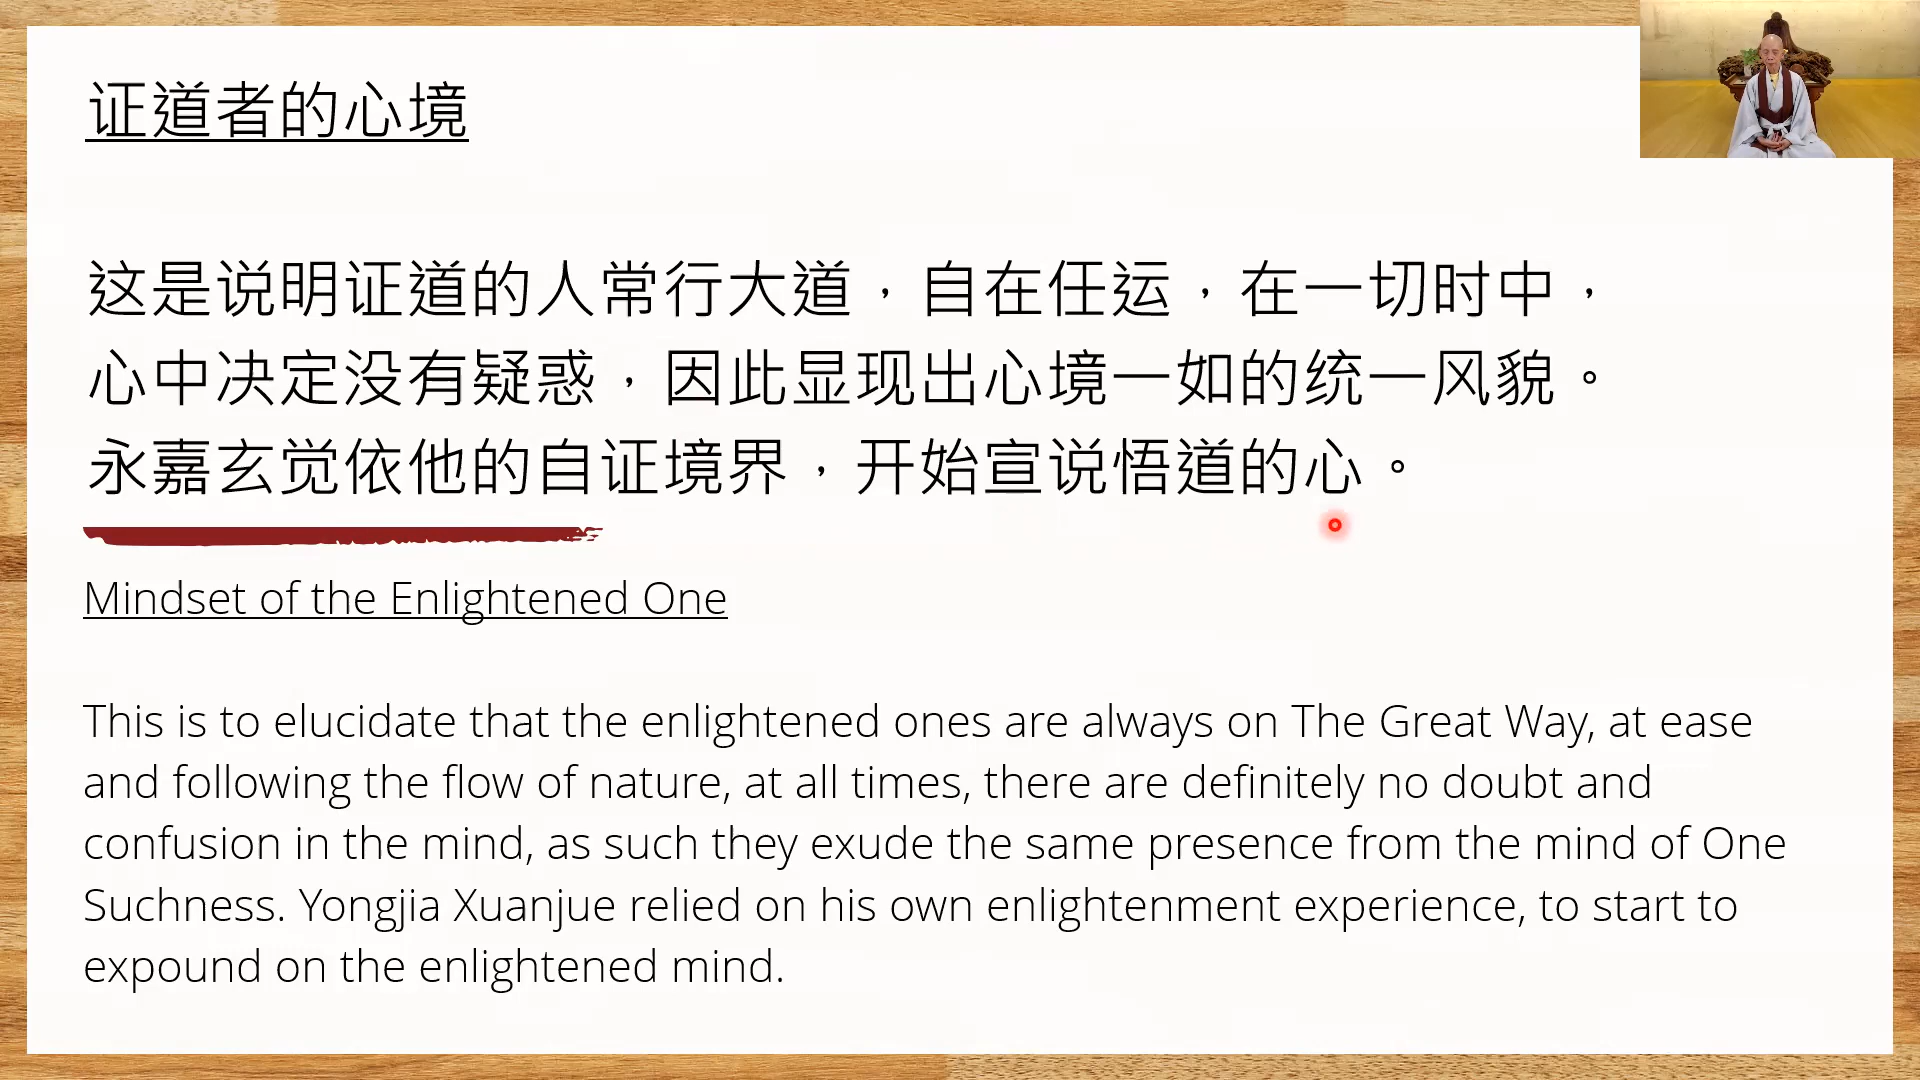 证道者的心境
这是说明证道的人常行大道，自在任运，在一切时中，
心中决定没有疑惑，因此显现出心境一如的统一风貌。
永嘉玄觉依他的自证境界，开始宣说悟道的心。
Mindset of the Enlightened One
This is to elucidate that the enlightened ones are always on The Great Way, at ease
and following the flow of nature, at all times, there are definitely no doubt and
confusion in the mind, as such they exude the same presence from the mind of One
Suchness. Yongjia Xuanjue relied on his own enlightenment experience, to start to
expound on the enlightened mind.